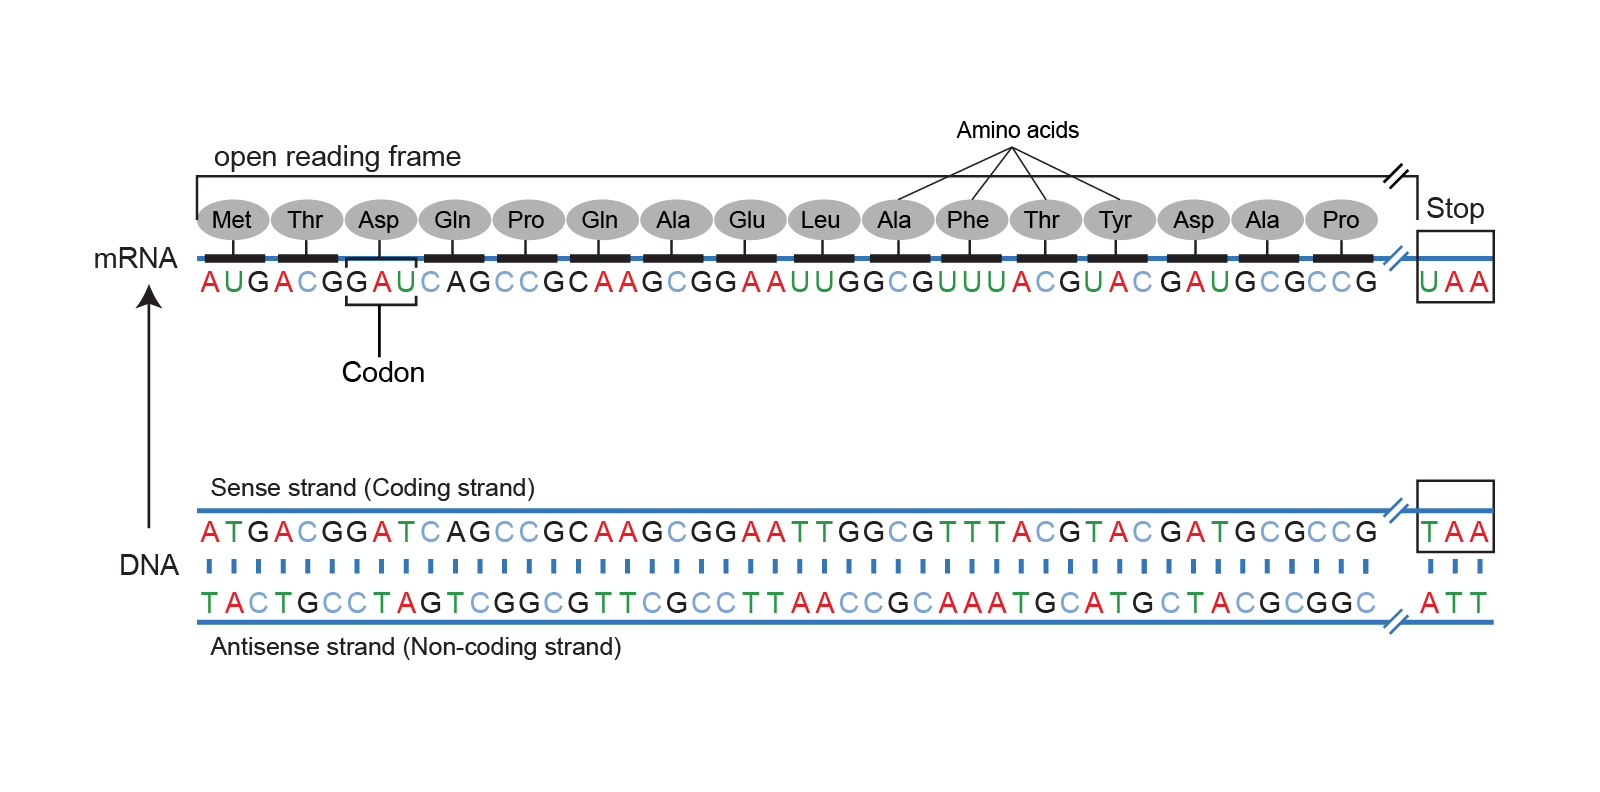 Amino acids
open reading frame
Met Thr Asp Gln Pro Gln Ala Glu Leu Ala Phe Thr Tyr Asp Ala Pro Stop
mRNA
AUGACGGAUCAGCCGCAAGCGGAAUUGGCGUUUACGUACGAUGCGCCG UAA
Codon
Sense strand (Coding strand)
ATGACGGATCAGCCGCAAGCGGAATTGGCGTTTACGTACGATGCGCCG TAA
DNA
TACTGCCTAGTCGGCGTTCGCCTTAACCGCAAATGCATGCTACGCGGC ATT
Antisense strand (Non-coding strand)